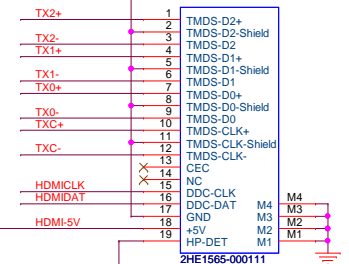 TX2+ 1 TMDS-D2+
2 TMDS-D2-Shield
TX2- 3 TMDS-D2
TX1+ 4 TMDS-D1+
5 TMDS-D1-Shield
TX1- 6 TMDS-D1
TX0+ 7 TMDS-D0+
8 TMDS-D0-Shield
TX0- 9 TMDS-D0
TXC+ 10 TMDS-CLK+
11 TMDS-CLK-Shield
TXC- 12 TMDS-CLK-
13 CEC
14 NC
HDMICLK 15 DDC-CLK
HDMIDAT 16 DDC-DAT M4 M4
17 GND M3 M3
HDMI-5V 18 +5V M2 M2
19 HP-DET M1 M1
2HE1565-000111